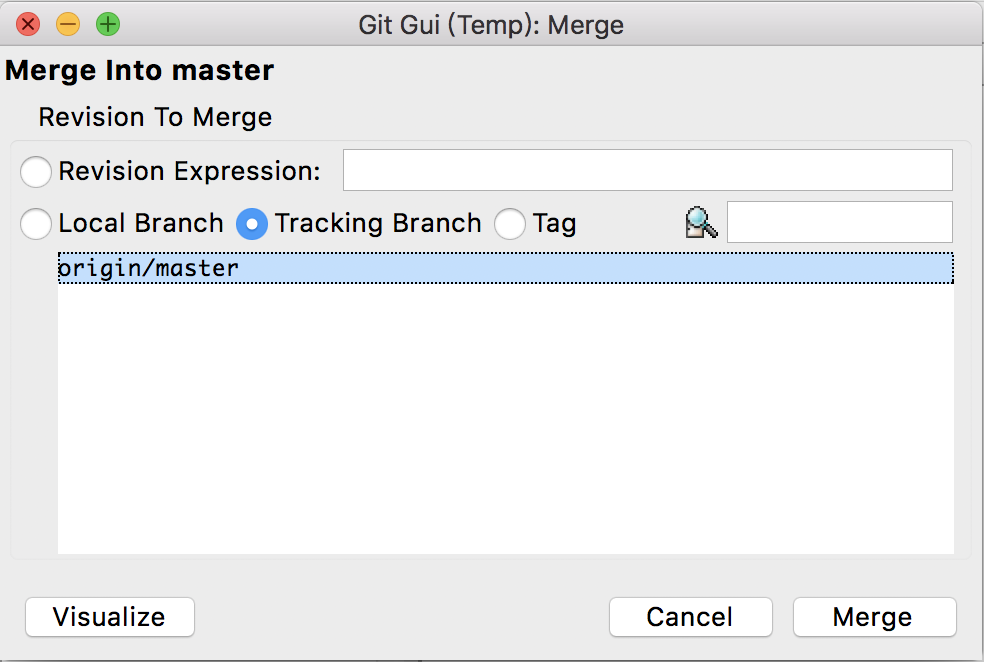 Git Gui (Temp): Merge
Merge Into master
Revision To Merge
Revision Expression:
Local Branch Tracking Branch Tag
origin/master
Visualize Cancel Merge